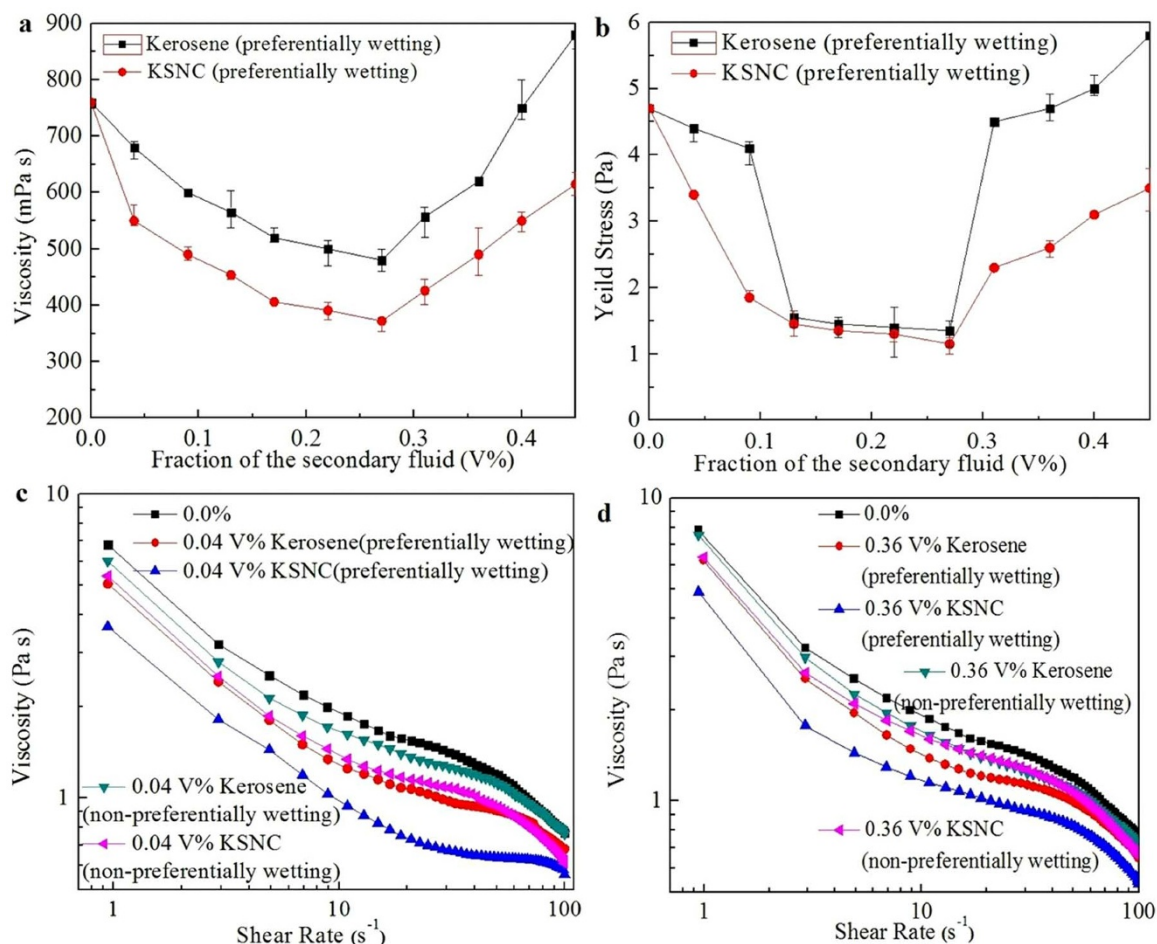 a
900
800
700
600
500
400
300
200
Viscosity (mPa s)
Kerosene (preferentially wetting)
KSNC (preferentially wetting)
0.0
0.1
0.2
0.3
0.4
Fraction of the secondary fluid (V%)
b
6
5
4
3
2
1
0
Yeild Stress (Pa)
Kerosene (preferentially wetting)
KSNC (preferentially wetting)
0.0
0.1
0.2
0.3
0.4
Fraction of the secondary fluid (V%)
c
10
1
Viscosity (Pa s)
0.0%
0.04 V% Kerosene(preferentially wetting)
0.04 V% KSNC(preferentially wetting)
0.04 V% Kerosene
(non-preferentially wetting)
0.04 V% KSNC
(non-preferentially wetting)
1
10
100
Shear Rate (s⁻¹)
d
10
1
Viscosity (Pa s)
0.0%
0.36 V% Kerosene
(preferentially wetting)
0.36 V% KSNC
(preferentially wetting)
0.36 V% Kerosene
(non-preferentially wetting)
0.36 V% KSNC
(non-preferentially wetting)
1
10
100
Shear Rate (s⁻¹)